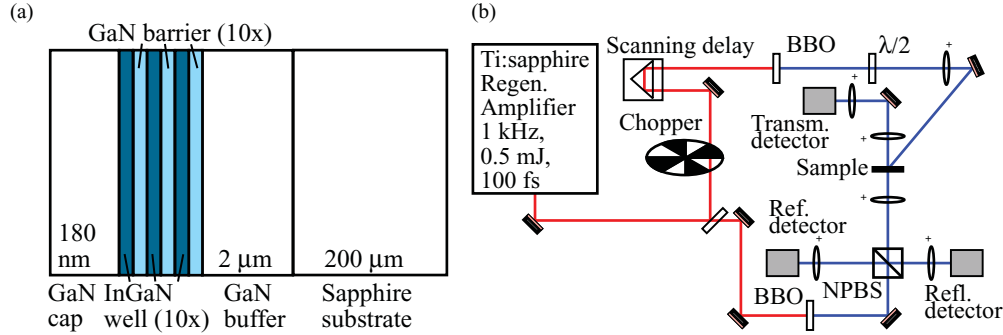 (a)
GaN barrier (10x)
180
nm
2 μm
200 μm
GaN
cap
InGaN
well (10x)
GaN
buffer
Sapphire
substrate
(b)
Ti:sapphire
Regen.
Amplifier
1 kHz,
0.5 mJ,
100 fs
Scanning delay
BBO
λ/2
+
+
Transm.
detector
Chopper
+
Sample
+
Ref.
detector
+
+
NPBS
Refl.
detector
BBO